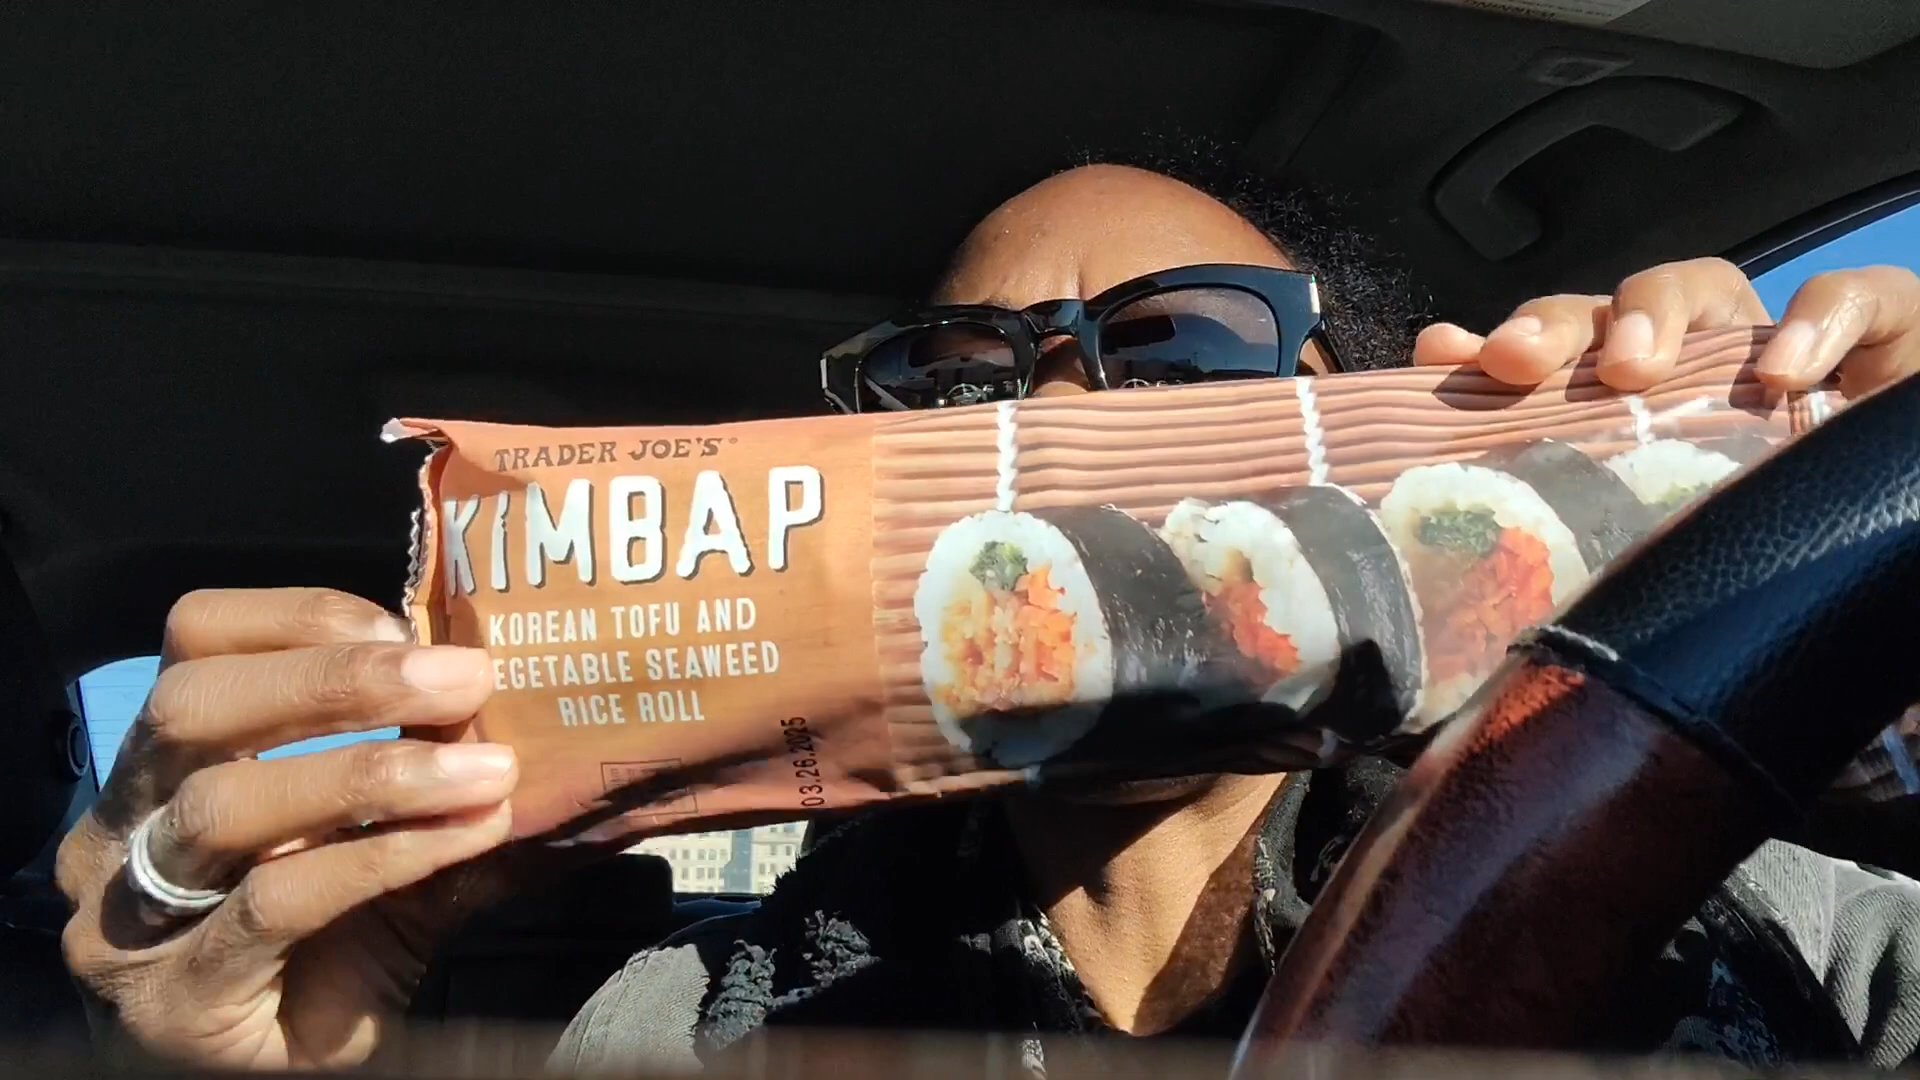 TRADER JOE'S
KIMBAP
KOREAN TOFU AND
EGETABLE SEAWEED
RICE ROLL
03.26.2025